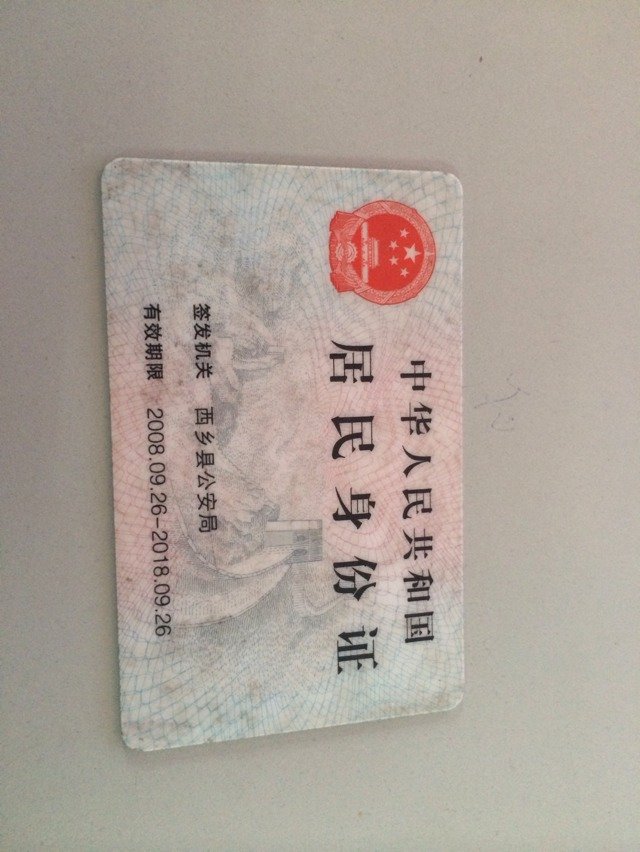 中华人民共和国
居民身份证
签发机关 西乡县公安局
有效期限 2008.09.26-2018.09.26